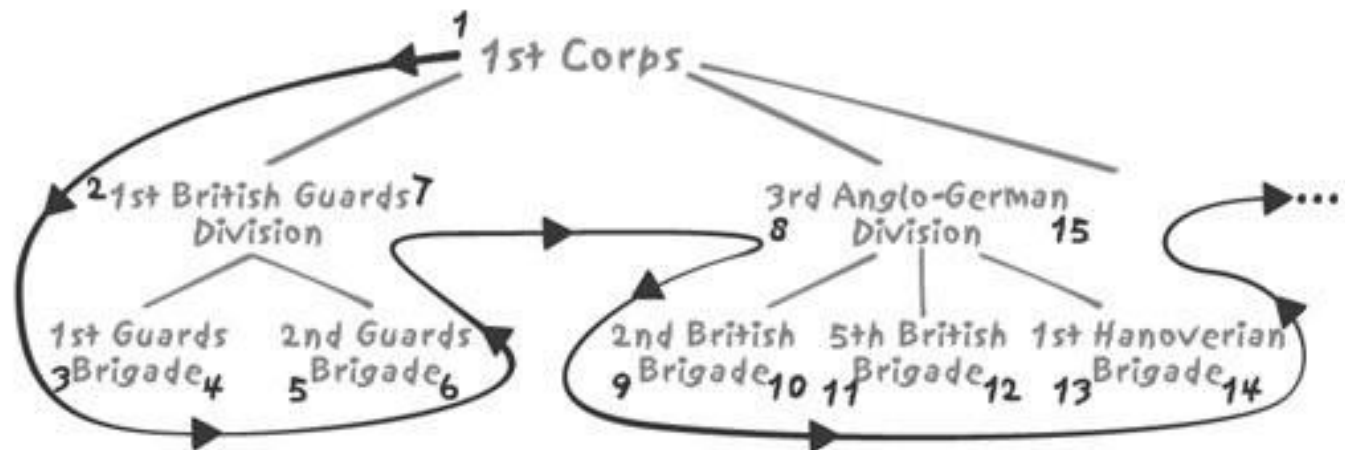 1
1st Corps
2 1st British Guards 7
Division
3rd Anglo-German
8 Division 15
...
1st Guards
3 Brigade 4
2nd Guards
5 Brigade 6
2nd British
9 Brigade 10
5th British
11 Brigade 12
1st Hanoverian
13 Brigade 14